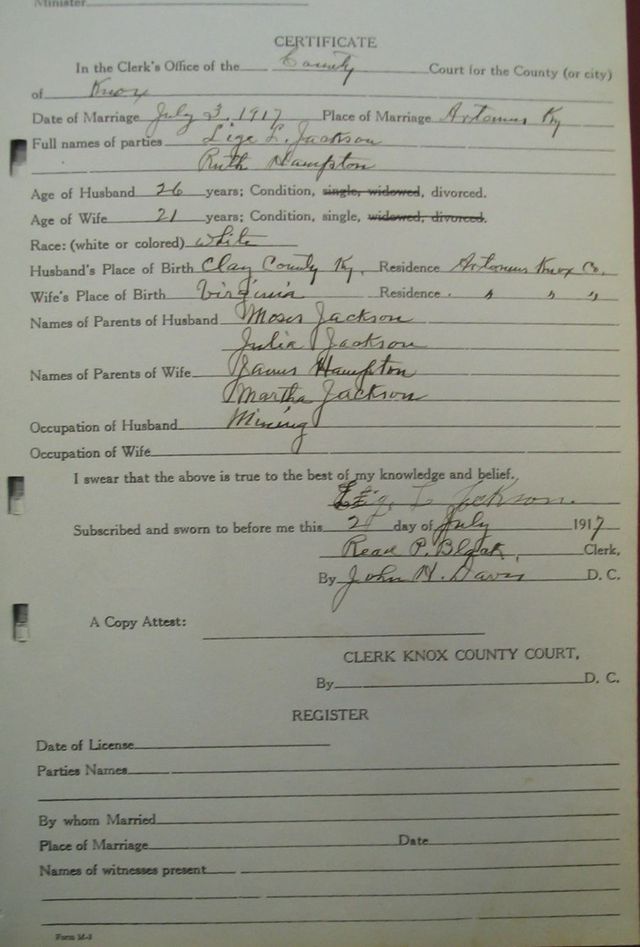 Minister
CERTIFICATE
In the Clerk's Office of the County Court for the County (or city)
of Knox
Date of Marriage July 3, 1917 Place of Marriage Artemus Ky
Full names of parties Lige L. Jackson
Ruth Hampton
Age of Husband 26 years; Condition, single, widowed, divorced.
Age of Wife 21 years; Condition, single, widowed, divorced.
Race: (white or colored) white
Husband's Place of Birth Clay County Ky, Residence Artemus Knox Co.
Wife's Place of Birth Virginia Residence. " " "
Names of Parents of Husband Moses Jackson
Julia Jackson
Names of Parents of Wife James Hampton
Martha Jackson
Occupation of Husband Mining
Occupation of Wife
I swear that the above is true to the best of my knowledge and belief.
Lige L Jackson.
Subscribed and sworn to before me this 2 day of July 1917
Read P. Black, Clerk,
By John H. Davis D. C.
A Copy Attest:
CLERK KNOX COUNTY COURT,
By D. C.
REGISTER
Date of License
Parties Names
By whom Married
Place of Marriage Date
Names of witnesses present
Form M-3